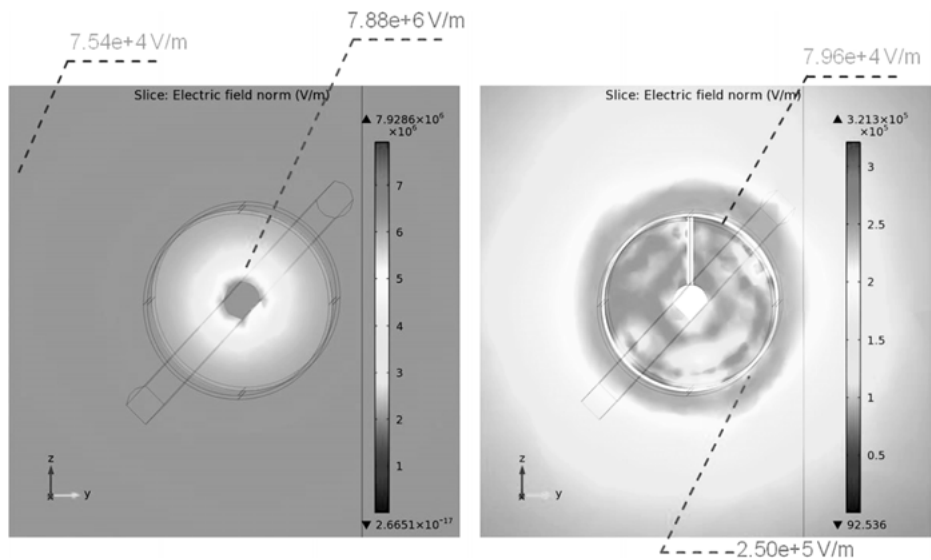 7.54e+4 V/m
7.88e+6 V/m
Slice: Electric field norm (V/m)
▲ 7.9286×10⁶
×10⁶
7
6
5
4
3
2
1
▼ 2.6651×10⁻¹⁷
z
y
x
7.96e+4 V/m
Slice: Electric field norm (V/m)
▲ 3.213×10⁵
×10⁵
3
2.5
2
1.5
1
0.5
▼ 92.536
z
y
x
2.50e+5 V/m